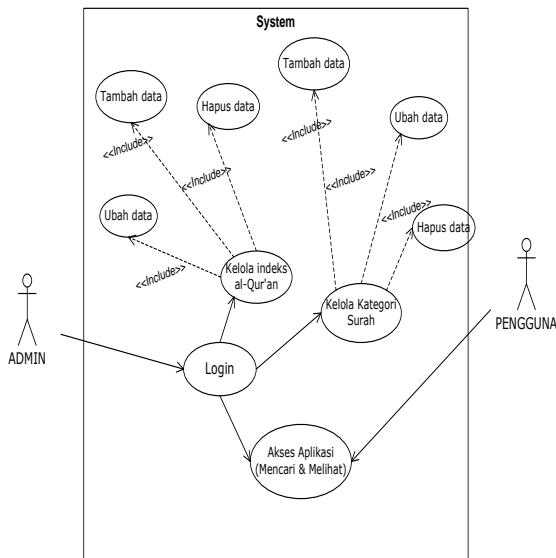 System
Tambah data
Hapus data
Tambah data
Ubah data
<<Include>>
<<Include>>
<<Include>>
<<Include>>
<<Include>>
<<Include>>
Ubah data
Hapus data
Kelola indeks
al-Qur'an
Kelola Kategori
Surah
ADMIN
PENGGUNA
Login
Akses Aplikasi
(Mencari & Melihat)